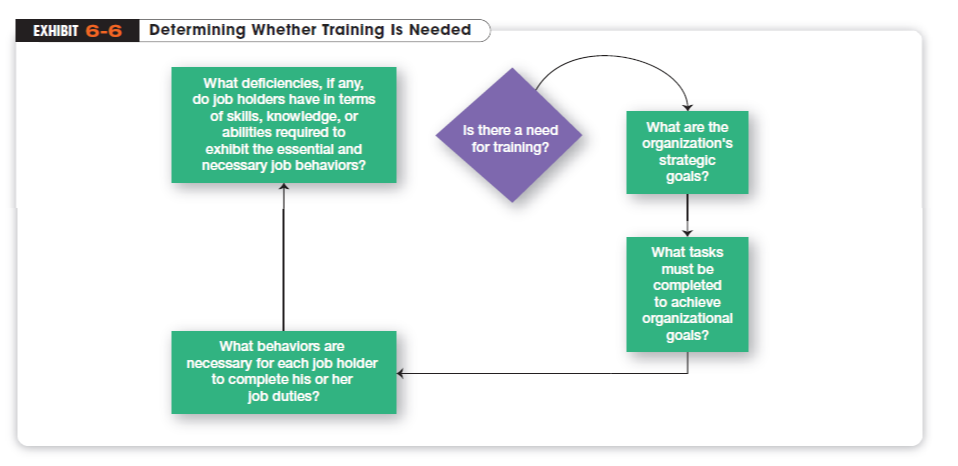 EXHIBIT 6-6 Determining Whether Training Is Needed
Is there a need
for training?
What are the
organization's
strategic
goals?
What tasks
must be
completed
to achieve
organizational
goals?
What behaviors are
necessary for each job holder
to complete his or her
job duties?
What deficiencies, if any,
do job holders have in terms
of skills, knowledge, or
abilities required to
exhibit the essential and
necessary job behaviors?